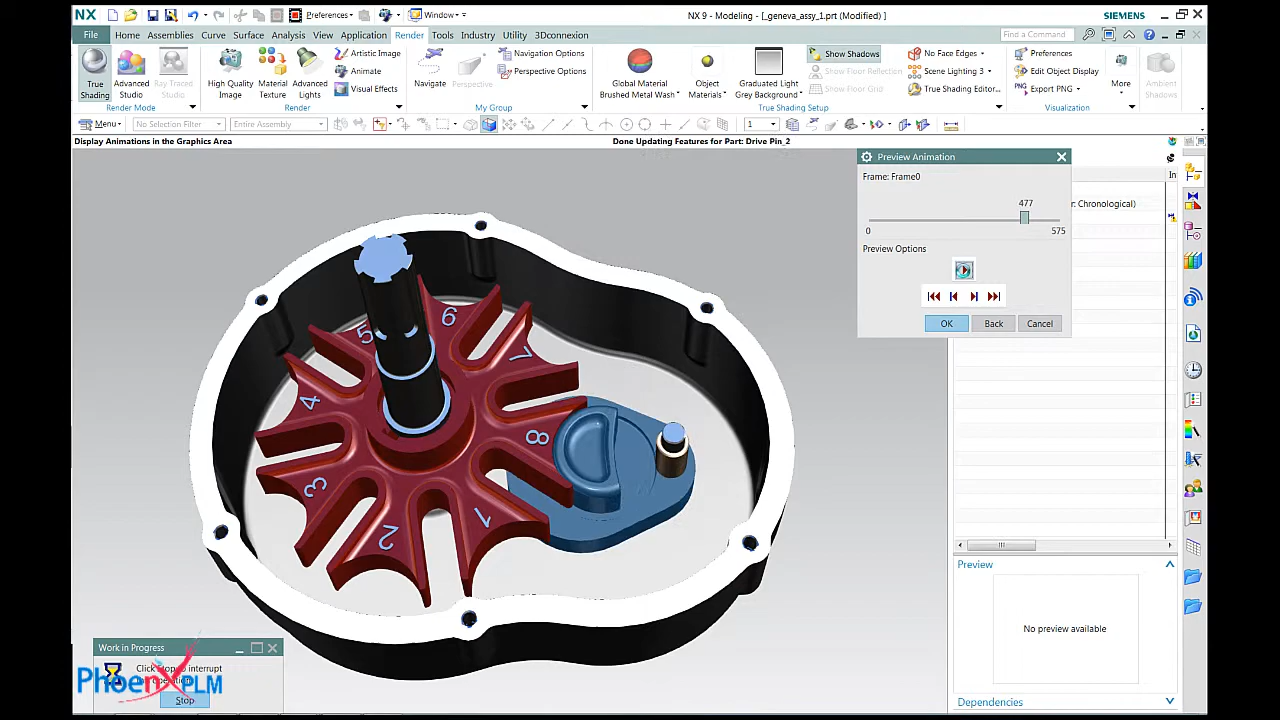 NX Preferences Window NX 9 - Modeling - [_geneva_assy_1.prt (Modified) ] SIEMENS
File Home Assemblies Curve Surface Analysis View Application Render Tools Industry Utility 3Dconnexion Find a Command
True Shading Advanced Studio Ray Traced Studio
Render Mode
High Quality Image Material Texture Advanced Lights
Artistic Image
Animate
Visual Effects
Render
Navigate Perspective
Navigation Options
Perspective Options
My Group
Global Material Brushed Metal Wash
Object Materials
Graduated Light Grey Background
Show Shadows
Show Floor Reflection
Show Floor Grid
No Face Edges
Scene Lighting 3
True Shading Editor...
True Shading Setup
Preferences
Edit Object Display
Export PNG
More
Visualization
Ambient Shadows
Menu No Selection Filter Entire Assembly 1
Display Animations in the Graphics Area Done Updating Features for Part: Drive Pin_2
Preview Animation
Frame: Frame0
477
0 575
Preview Options
OK Back Cancel
In
r: Chronological)
5 6 7
4 8
3 2 1
Preview
No preview available
Dependencies
Work in Progress
Click Stop to interrupt
Stop
PhoenXPLM